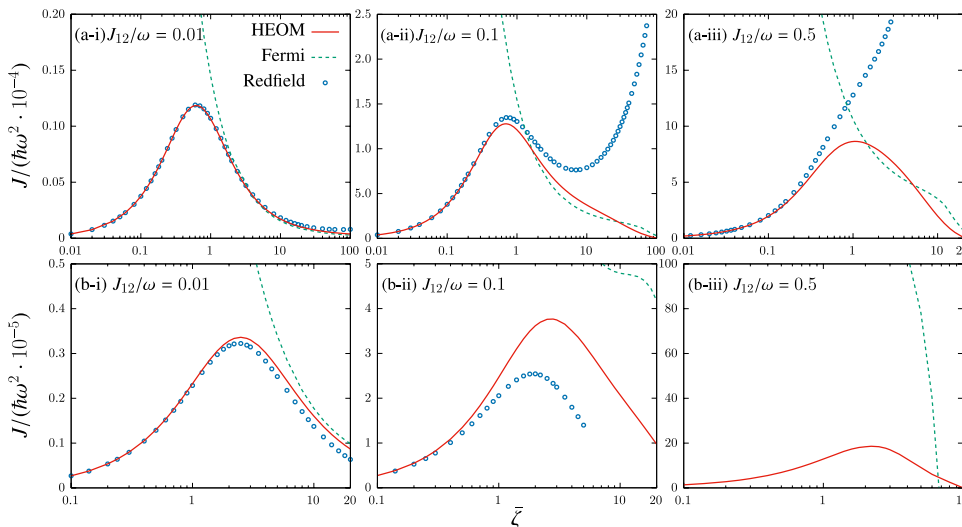 (a-i) J₁₂/ω = 0.01
HEOM
Fermi
Redfield
(a-ii) J₁₂/ω = 0.1
(a-iii) J₁₂/ω = 0.5
J/(ħω² · 10⁻⁴)
0.20
0.15
0.10
0.05
0
0.01 0.1 1 10 100
2.5
2.0
1.5
1.0
5.0
0
0.01 0.1 1 10 100
20
15
10
5
0
0.01 0.1 1 10
(b-i) J₁₂/ω = 0.01
(b-ii) J₁₂/ω = 0.1
(b-iii) J₁₂/ω = 0.5
J/(ħω² · 10⁻⁵)
0.5
0.4
0.3
0.2
0.1
0
0.1 1 10 20
5
4
3
2
1
0
0.1 1 10 20
100
80
60
40
20
0
0.1 1
ζ̄